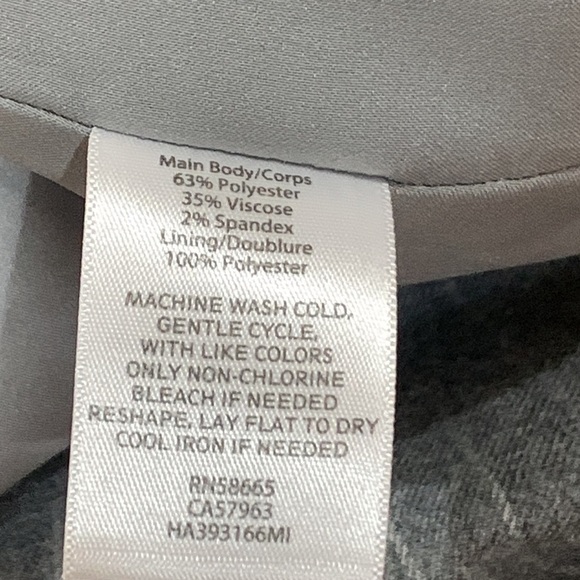 Main Body/Corps
63% Polyester
35% Viscose
2% Spandex
Lining/Doublure
100% Polyester
MACHINE WASH COLD.
GENTLE CYCLE,
WITH LIKE COLORS
ONLY NON-CHLORINE
BLEACH IF NEEDED
RESHAPE, LAY FLAT TO DRY
COOL IRON IF NEEDED
RN58665
CA57963
HA393166MI